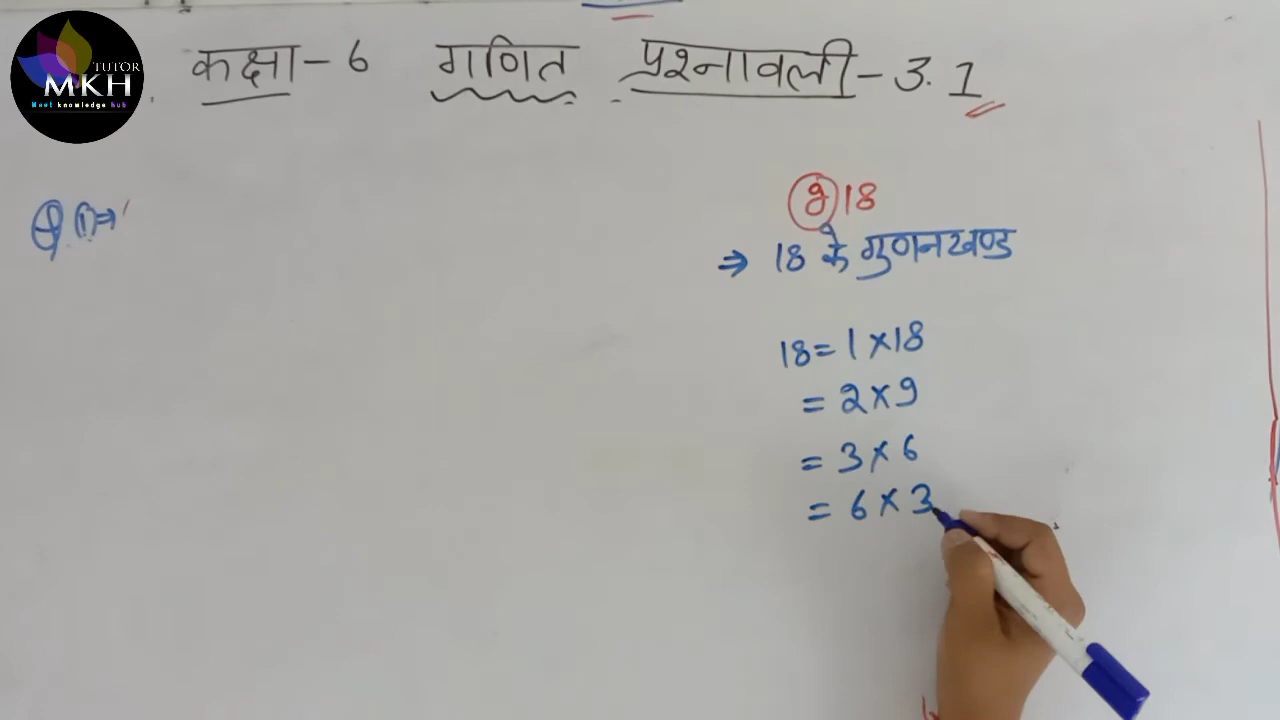 TUTOR
MKH
Meet knowledge hub
कक्षा-6 गणित प्रश्नावली-3.1
(g) 18
⇒ 18 के गुणनखण्ड
18 = 1 × 18
= 2 × 9
= 3 × 6
= 6 × 3